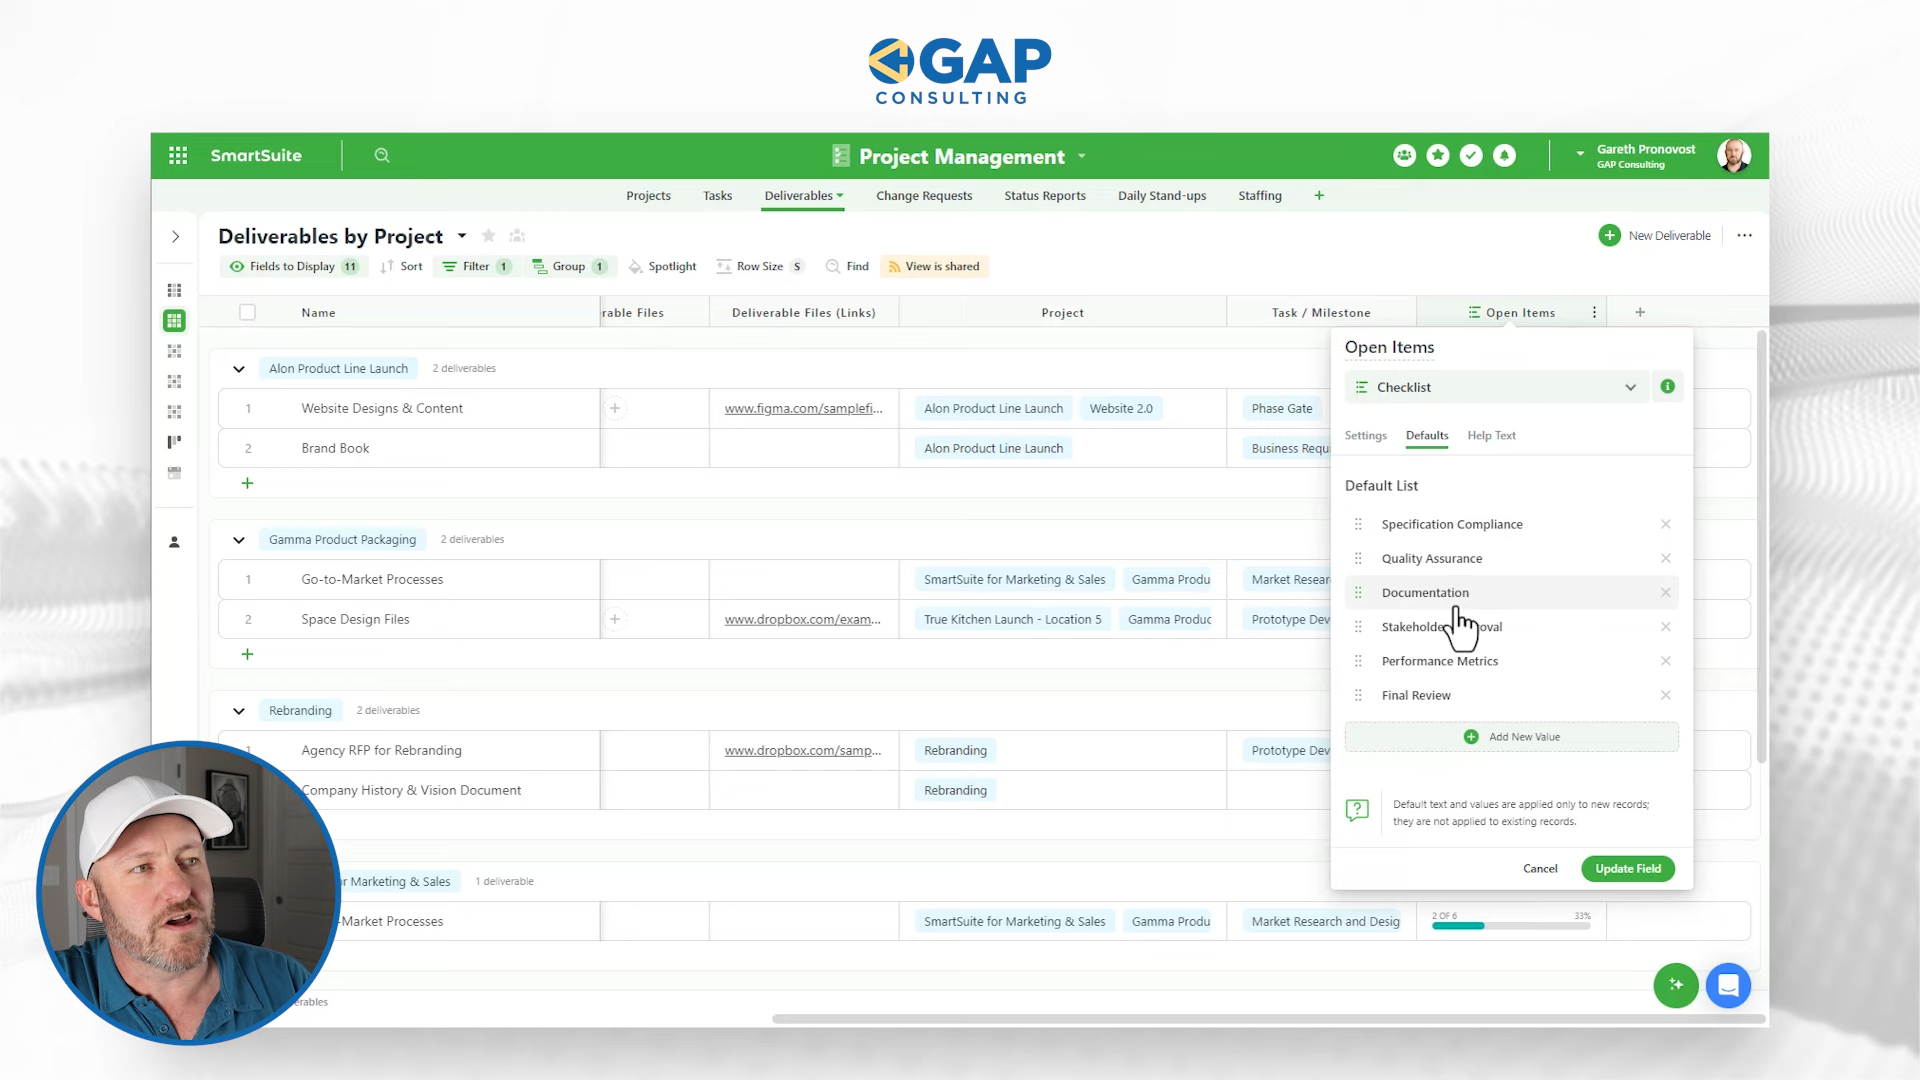 GAP
CONSULTING
SmartSuite
Project Management
Gareth Pronovost
GAP Consulting
Projects
Tasks
Deliverables
Change Requests
Status Reports
Daily Stand-ups
Staffing
Deliverables by Project
New Deliverable
Fields to Display 11
Sort
Filter 1
Group 1
Spotlight
Row Size S
Find
View is shared
Name
rable Files
Deliverable Files (Links)
Project
Task / Milestone
Open Items
Alon Product Line Launch 2 deliverables
1 Website Designs & Content www.figma.com/samplefi... Alon Product Line Launch Website 2.0 Phase Gate
2 Brand Book Alon Product Line Launch Business Requ
Gamma Product Packaging 2 deliverables
1 Go-to-Market Processes SmartSuite for Marketing & Sales Gamma Produ Market Resear
2 Space Design Files www.dropbox.com/exam... True Kitchen Launch - Location 5 Gamma Produc Prototype Dev
Rebranding 2 deliverables
1 Agency RFP for Rebranding www.dropbox.com/samp... Rebranding Prototype Dev
Company History & Vision Document Rebranding
r Marketing & Sales 1 deliverable
-Market Processes SmartSuite for Marketing & Sales Gamma Produ Market Research and Desig 2 OF 6 33%
erables
Open Items
Checklist
Settings
Defaults
Help Text
Default List
Specification Compliance
Quality Assurance
Documentation
Stakeholde oval
Performance Metrics
Final Review
Add New Value
Default text and values are applied only to new records;
they are not applied to existing records.
Cancel
Update Field